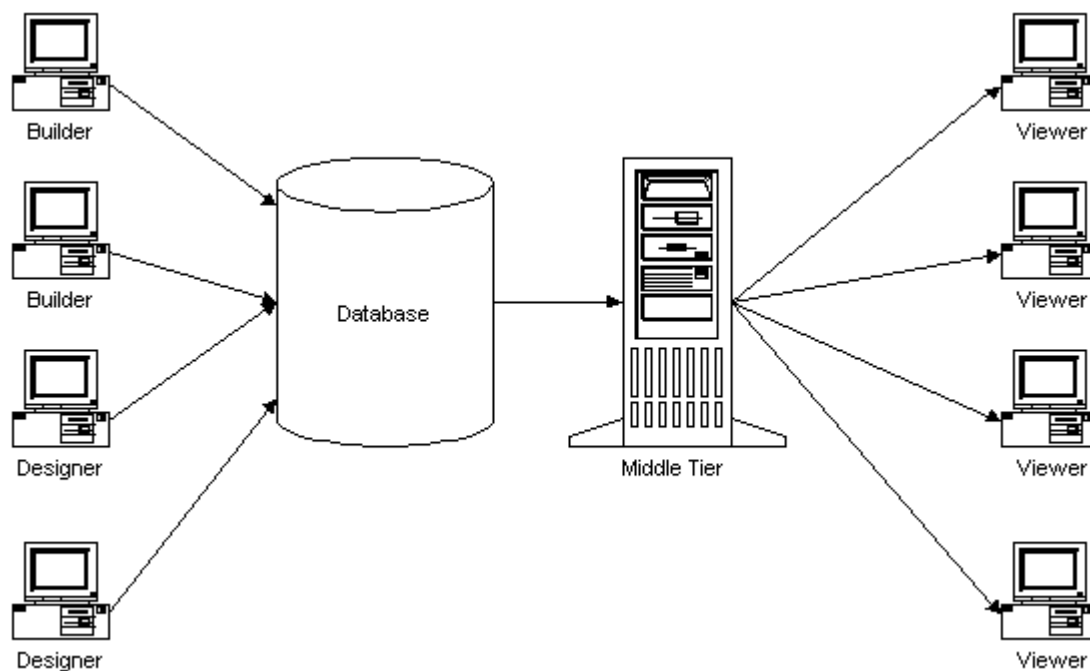 Builder
Viewer
Builder
Viewer
Database
Designer
Middle Tier
Viewer
Designer
Viewer